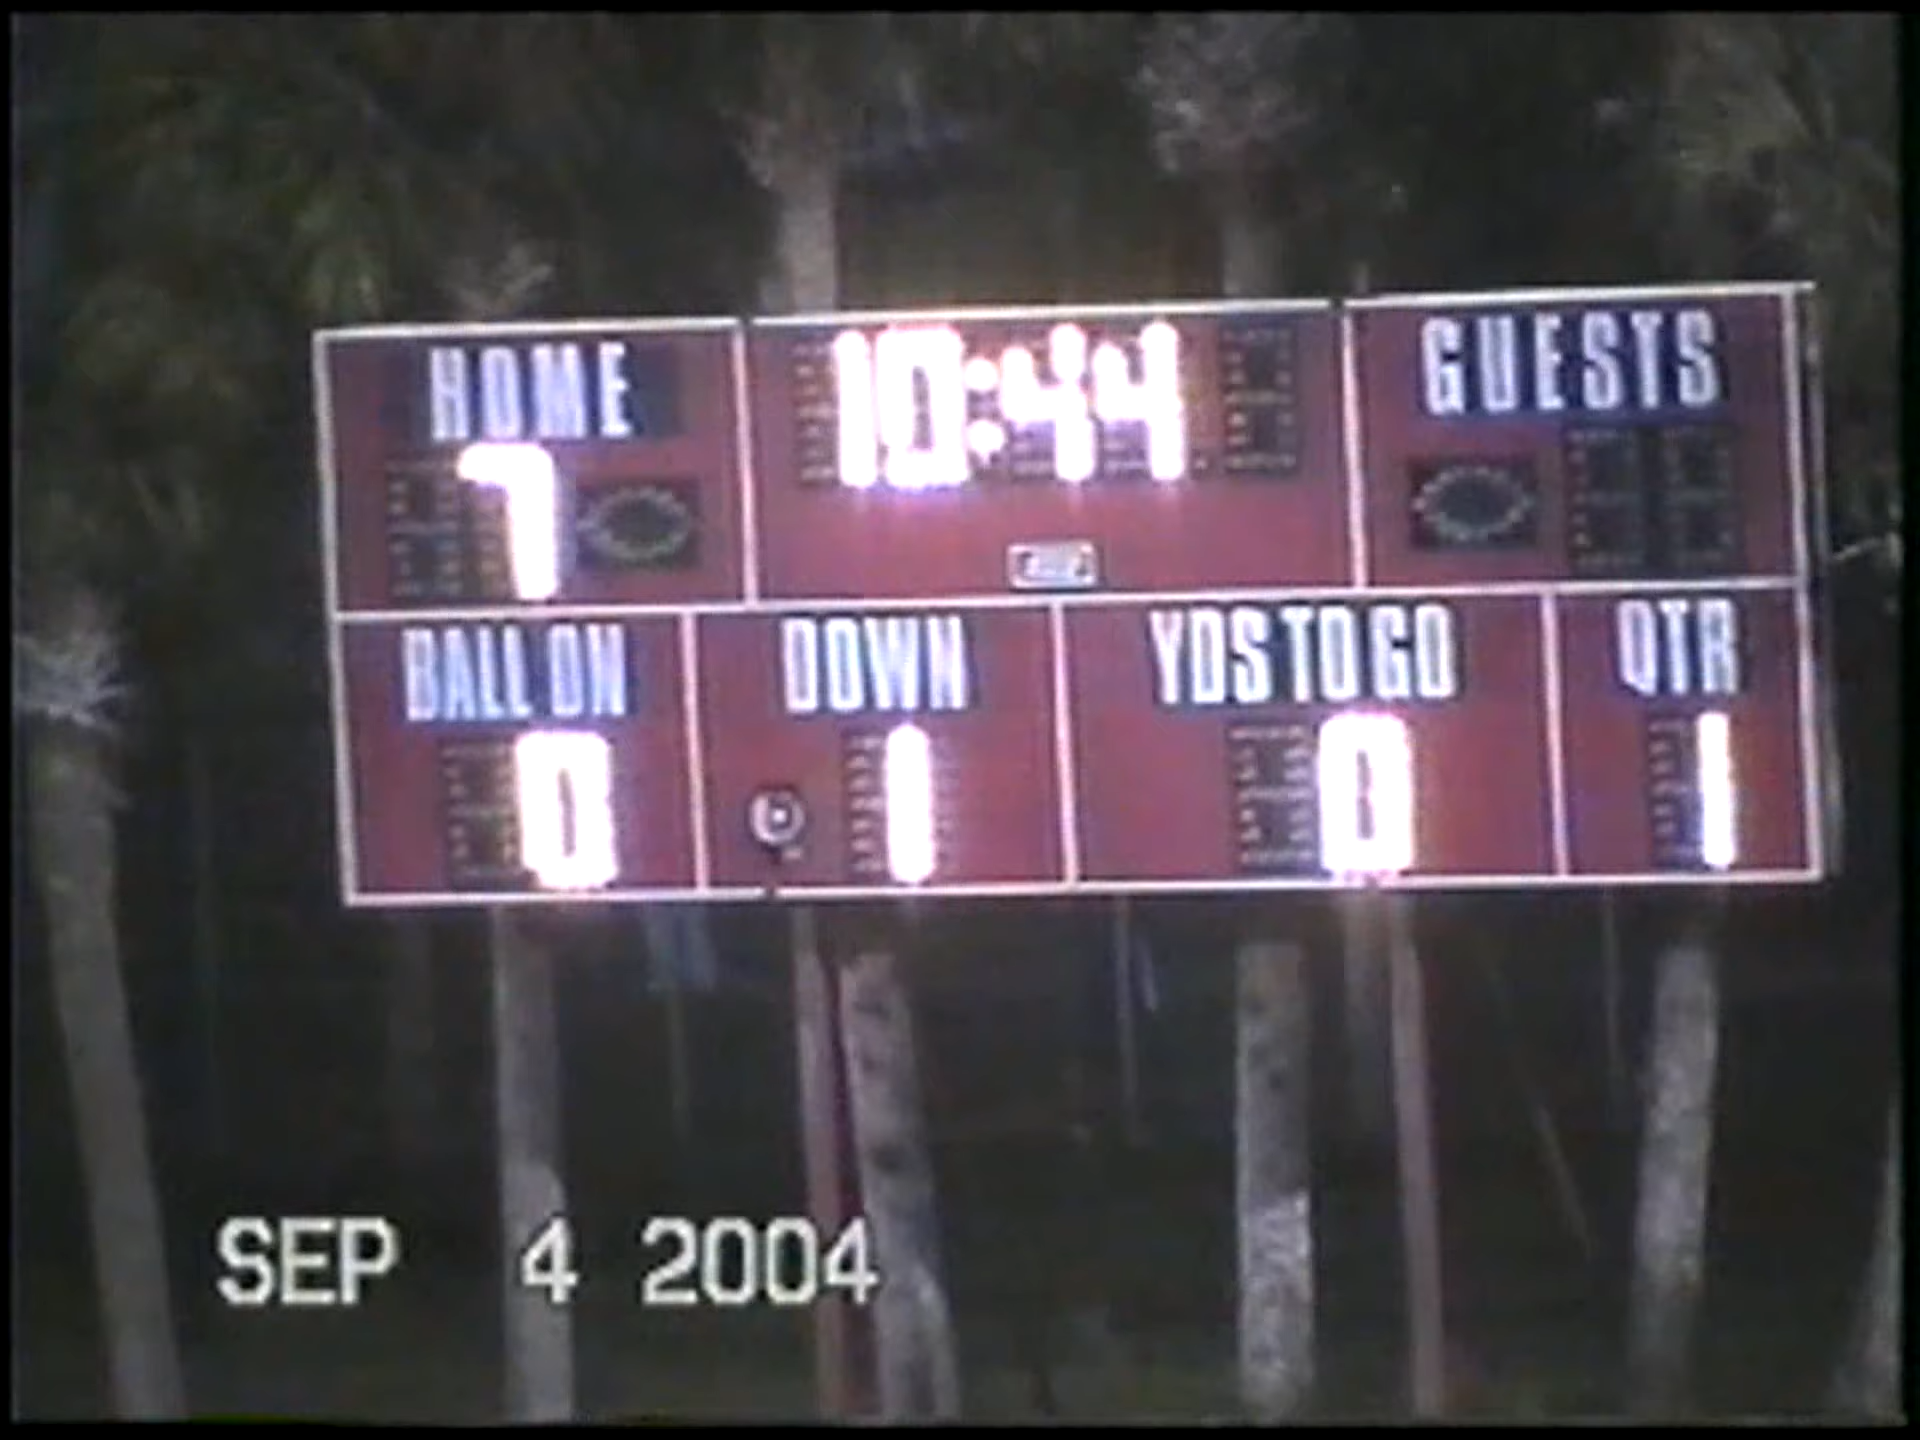 HOME 10:44 GUESTS
7
BALL ON DOWN YDS TO GO QTR
0 1 0 1
SEP 4 2004